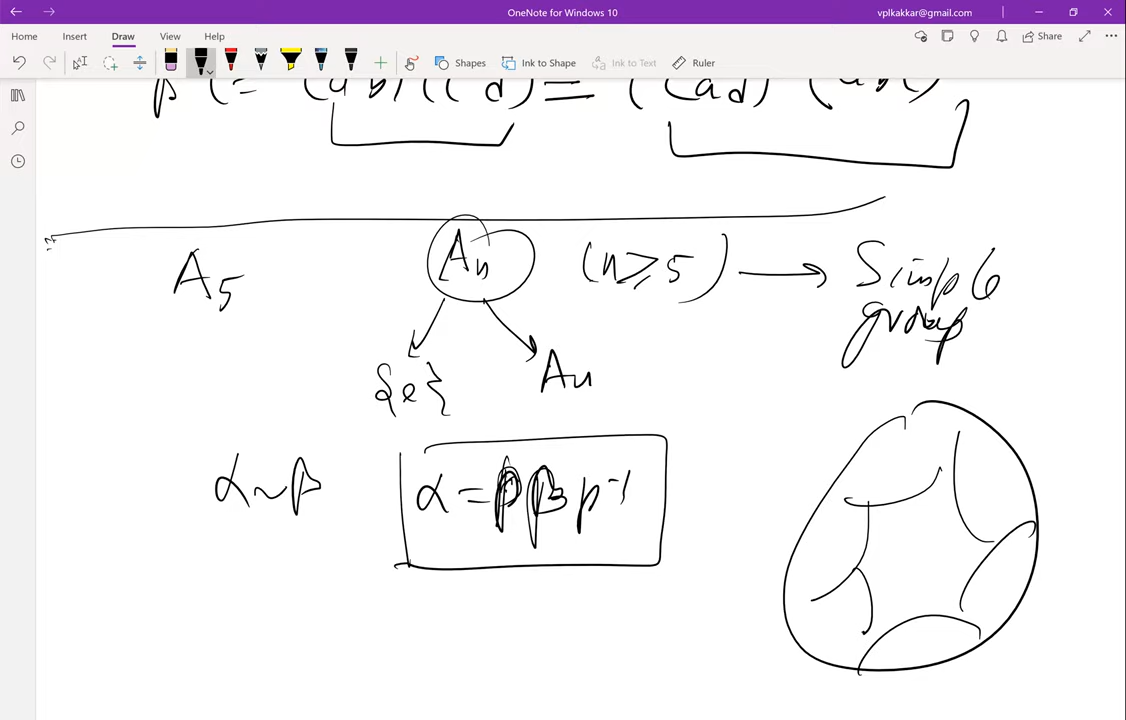 OneNote for Windows 10
vplkakkar@gmail.com
Home Insert Draw View Help
Share
Shapes Ink to Shape Ink to Text Ruler
A5 An (n≥5) → Simple
group
{e} An
α~β α = ρβρ-1